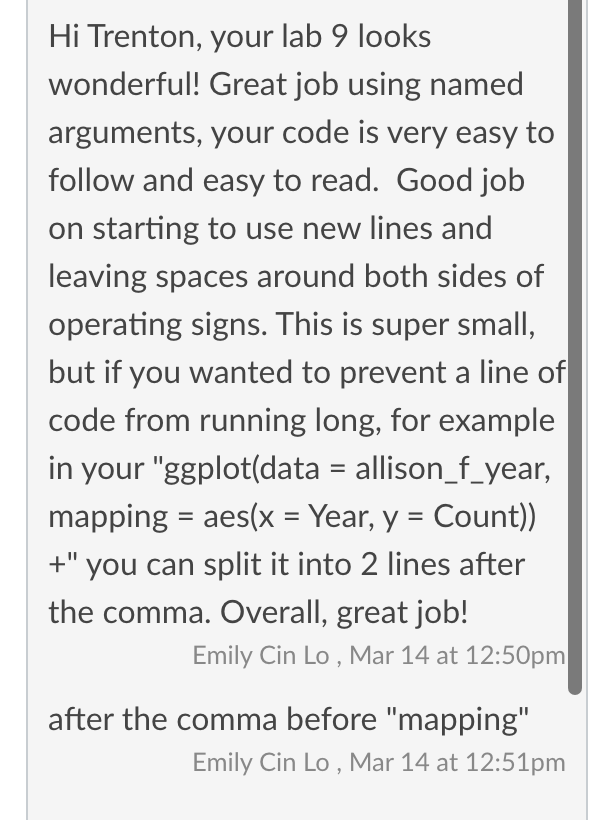 Hi Trenton, your lab 9 looks
wonderful! Great job using named
arguments, your code is very easy to
follow and easy to read.  Good job
on starting to use new lines and
leaving spaces around both sides of
operating signs. This is super small,
but if you wanted to prevent a line of
code from running long, for example
in your "ggplot(data = allison_f_year,
mapping = aes(x = Year, y = Count))
+" you can split it into 2 lines after
the comma. Overall, great job!
Emily Cin Lo , Mar 14 at 12:50pm
after the comma before "mapping"
Emily Cin Lo , Mar 14 at 12:51pm